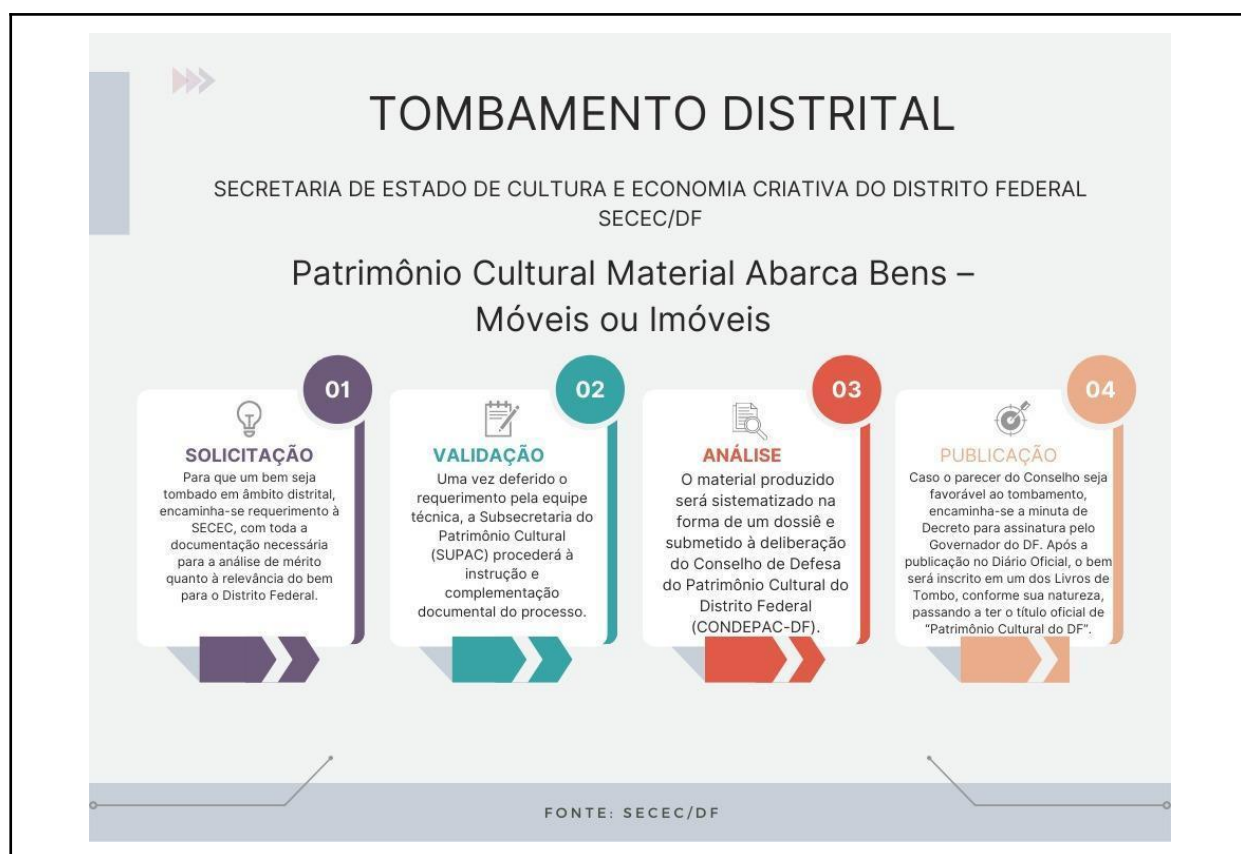 TOMBAMENTO DISTRITAL
SECRETARIA DE ESTADO DE CULTURA E ECONOMIA CRIATIVA DO DISTRITO FEDERAL
SECEC/DF
Patrimônio Cultural Material Abarca Bens –
Móveis ou Imóveis
01
SOLICITAÇÃO
Para que um bem seja
tombado em âmbito distrital,
encaminha-se requerimento à
SECEC, com toda a
documentação necessária
para a análise de mérito
quanto à relevância do bem
para o Distrito Federal.
02
VALIDAÇÃO
Uma vez deferido o
requerimento pela equipe
técnica, a Subsecretaria do
Patrimônio Cultural
(SUPAC) procederá à
instrução e
complementação
documental do processo.
03
ANÁLISE
O material produzido
será sistematizado na
forma de um dossiê e
submetido à deliberação
do Conselho de Defesa
do Patrimônio Cultural do
Distrito Federal
(CONDEPAC-DF).
04
PUBLICAÇÃO
Caso o parecer do Conselho seja
favorável ao tombamento,
encaminha-se a minuta de
Decreto para assinatura pelo
Governador do DF. Após a
publicação no Diário Oficial, o bem
será inscrito em um dos Livros de
Tombo, conforme sua natureza,
passando a ter o título oficial de
“Patrimônio Cultural do DF”.
FONTE: SECEC/DF